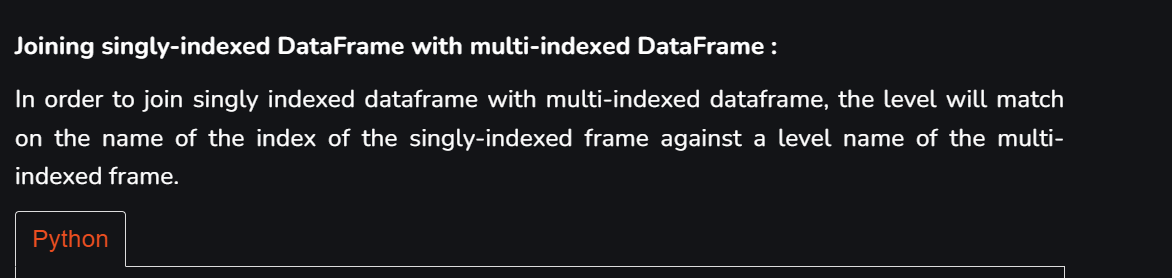 Joining singly-indexed DataFrame with multi-indexed DataFrame :
In order to join singly indexed dataframe with multi-indexed dataframe, the level will match
on the name of the index of the singly-indexed frame against a level name of the multi-
indexed frame.
Python